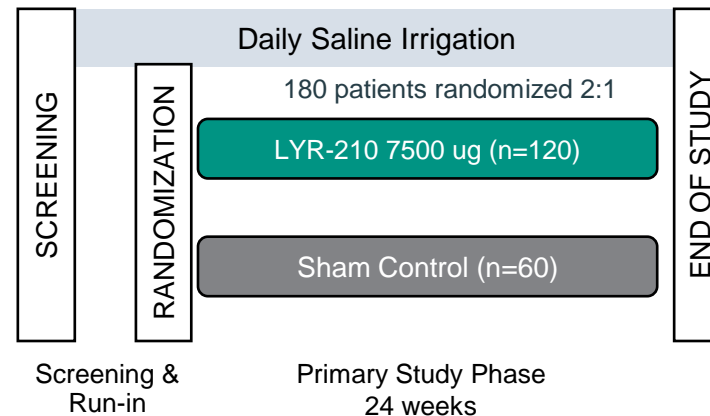 Daily Saline Irrigation
SCREENING
RANDOMIZATION
180 patients randomized 2:1
LYR-210 7500 ug (n=120)
Sham Control (n=60)
END OF STUDY
Screening &
Run-in
Primary Study Phase
24 weeks